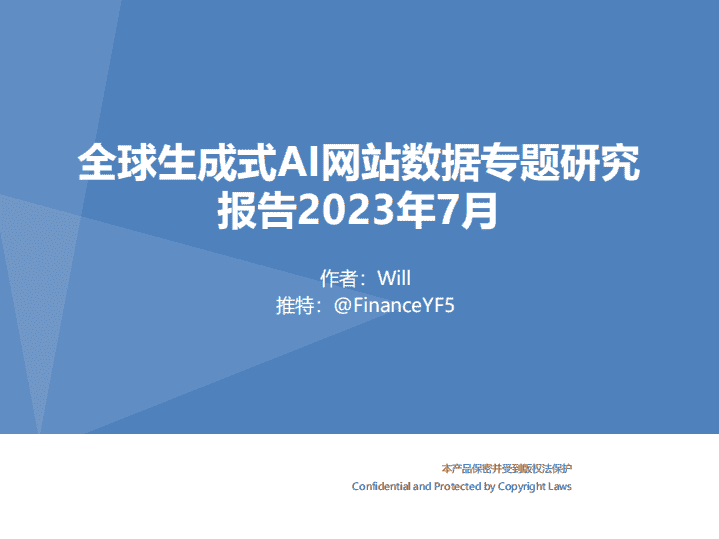 全球生成式AI网站数据专题研究
报告2023年7月
作者：Will
推特：@FinanceYF5
本产品保密并受到版权法保护
Confidential and Protected by Copyright Laws